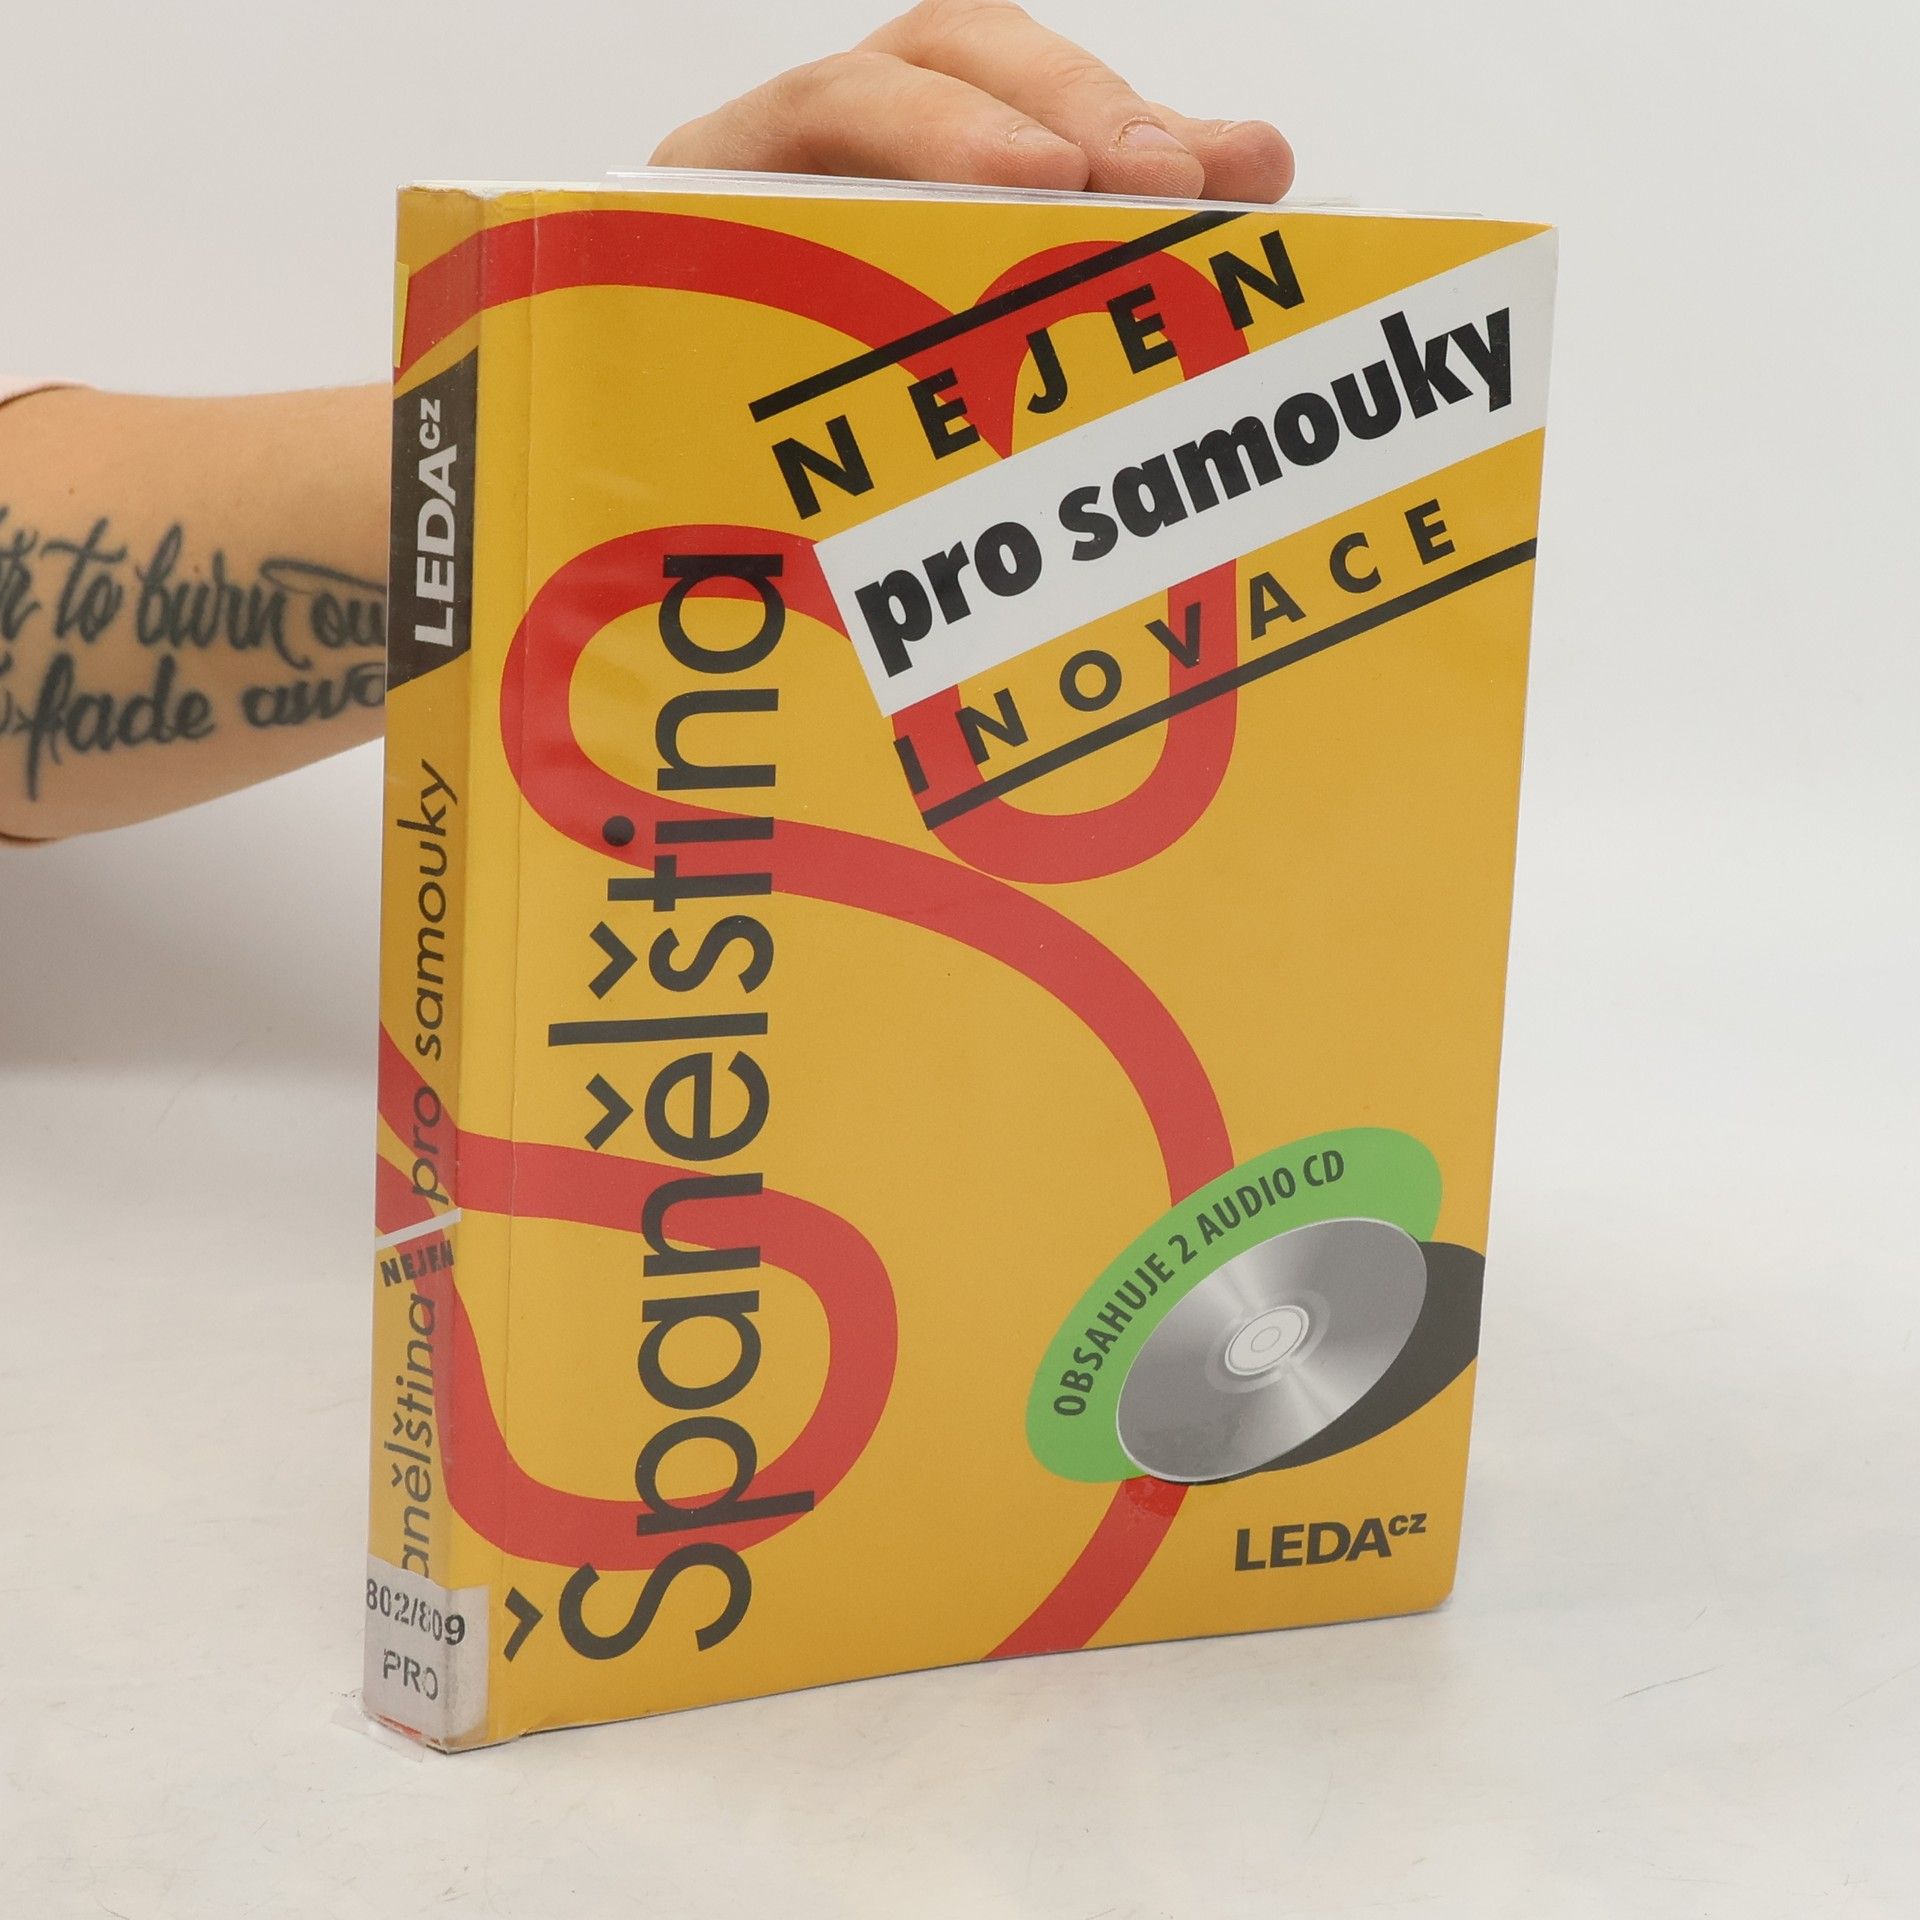 NEJEN
pro samouky
INOVACE
Španělština
OBSAHUJE 2 AUDIO CD
LEDAcz
LEDAcz
pro samouky
NEJEN
anělština
802/809
PRO
to burn ou
fade awa